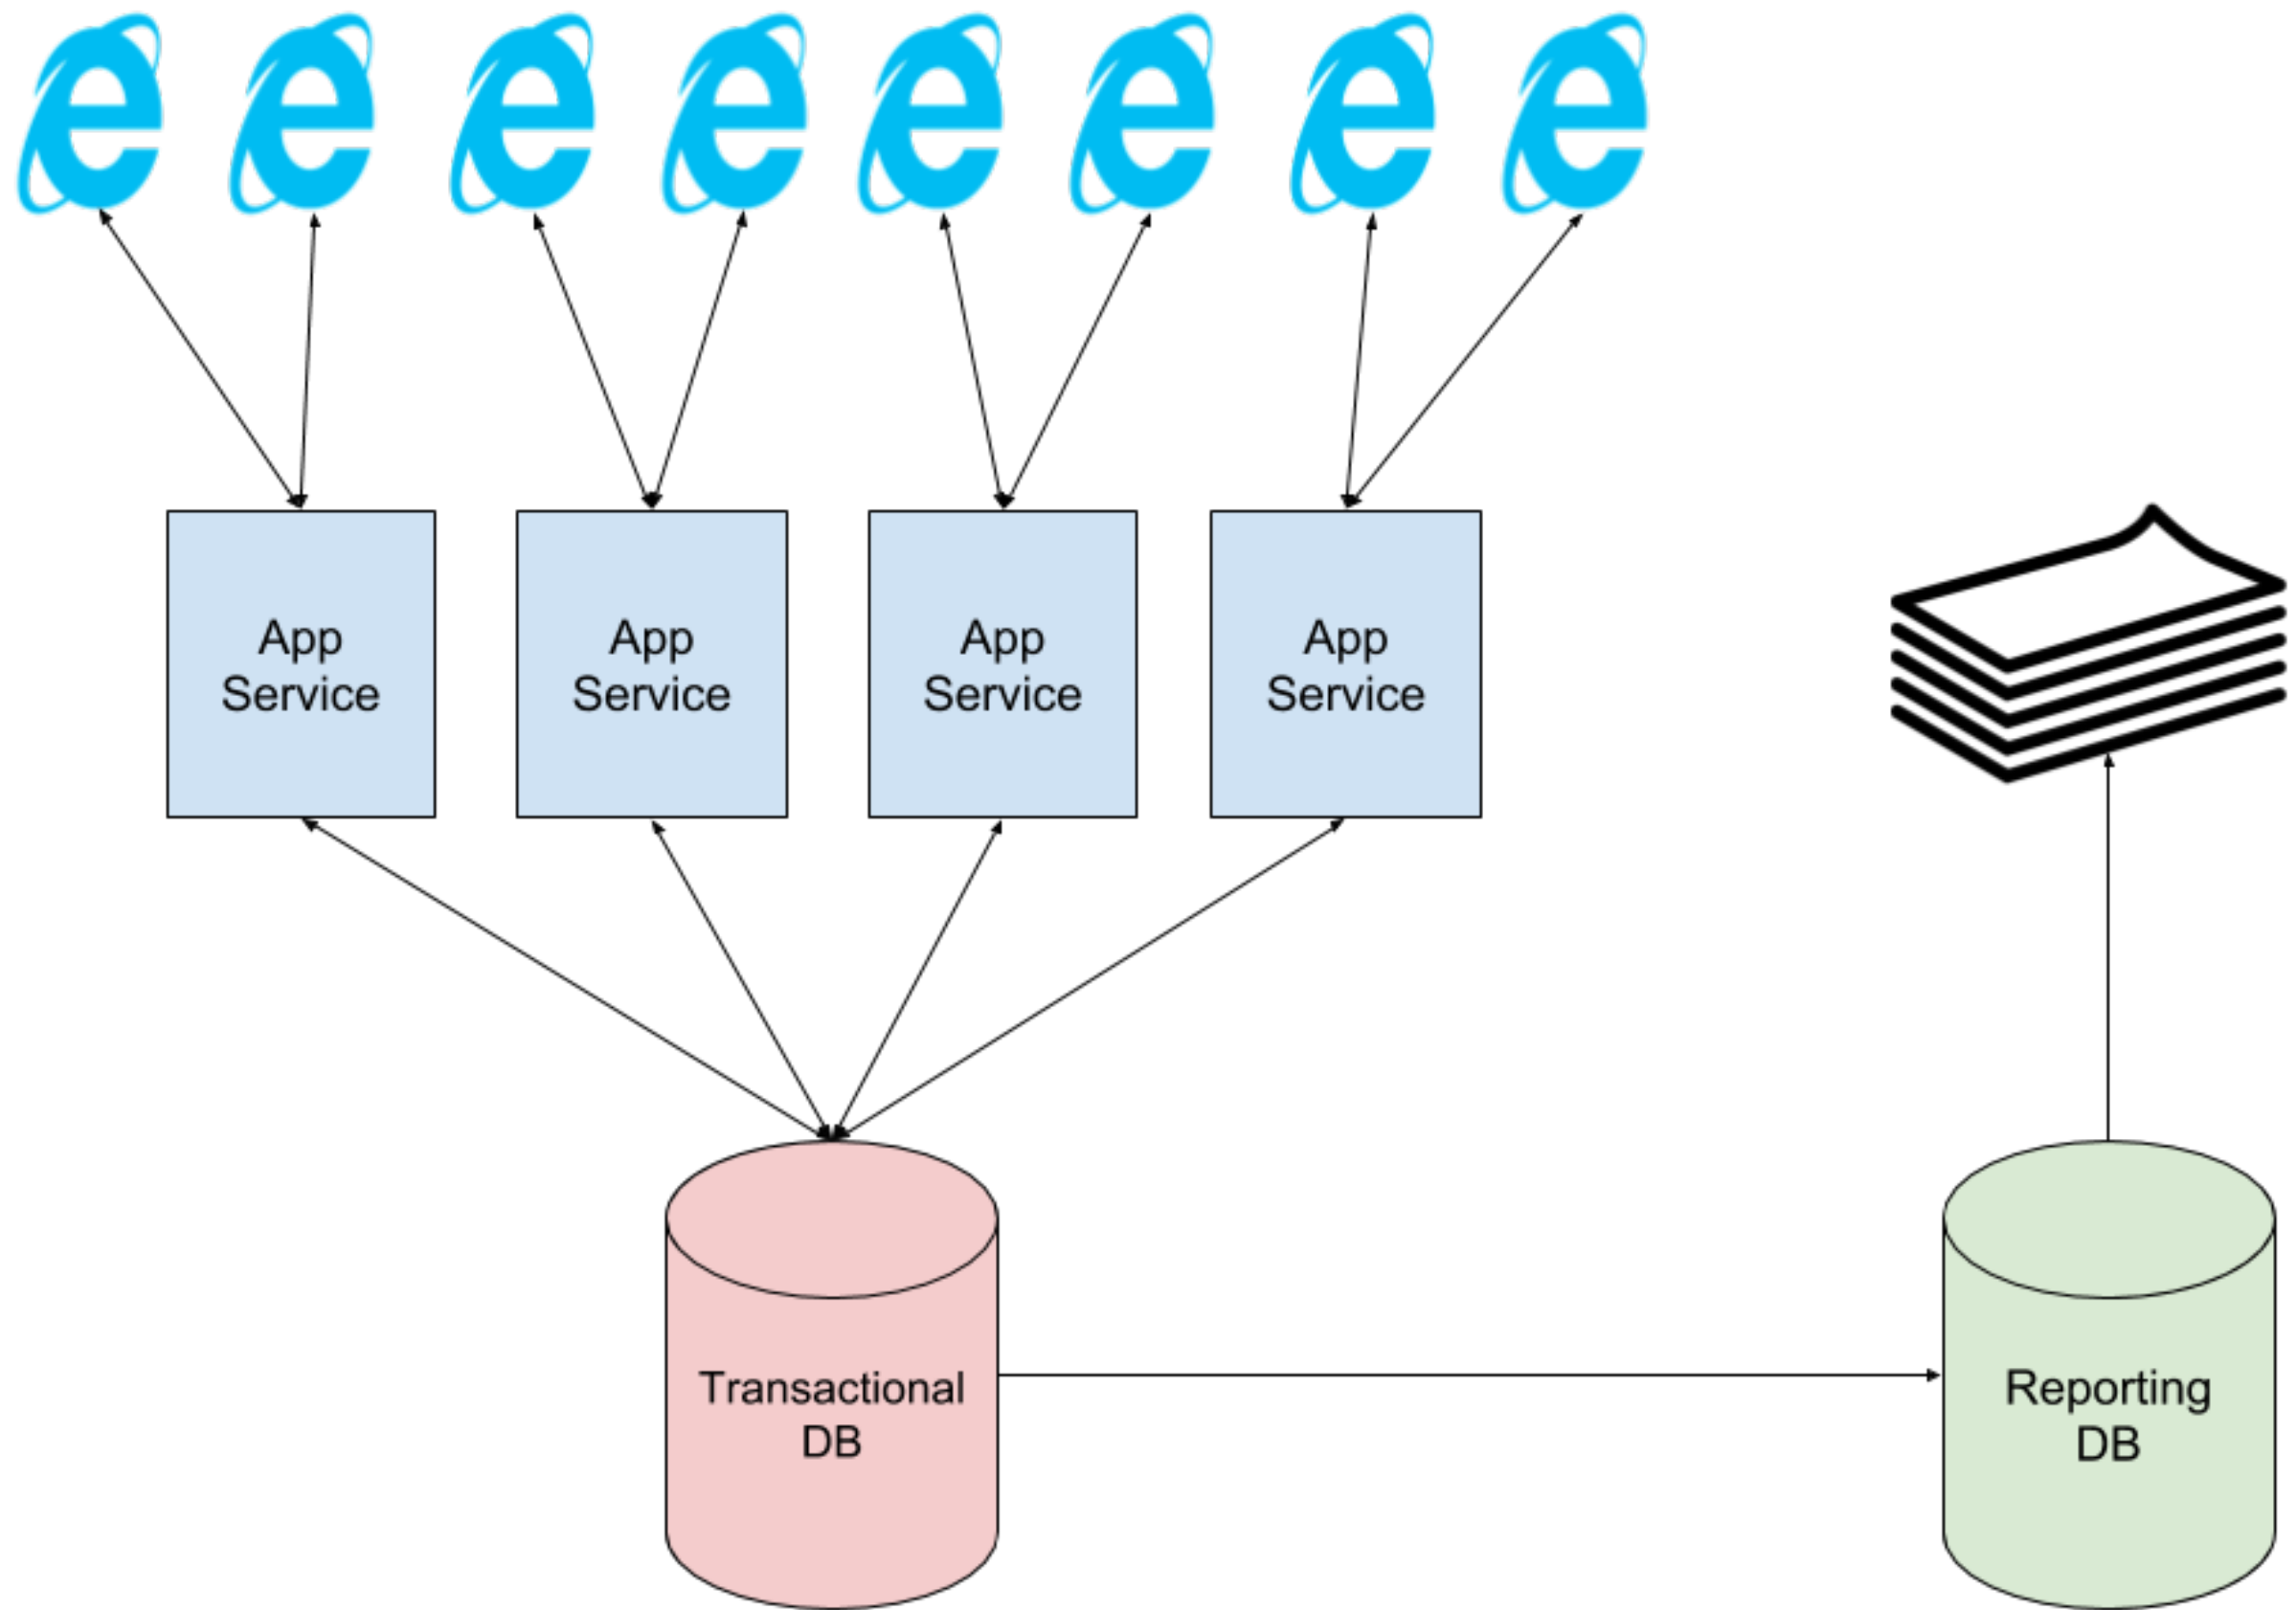 App
Service
App
Service
App
Service
App
Service
Transactional
DB
Reporting
DB